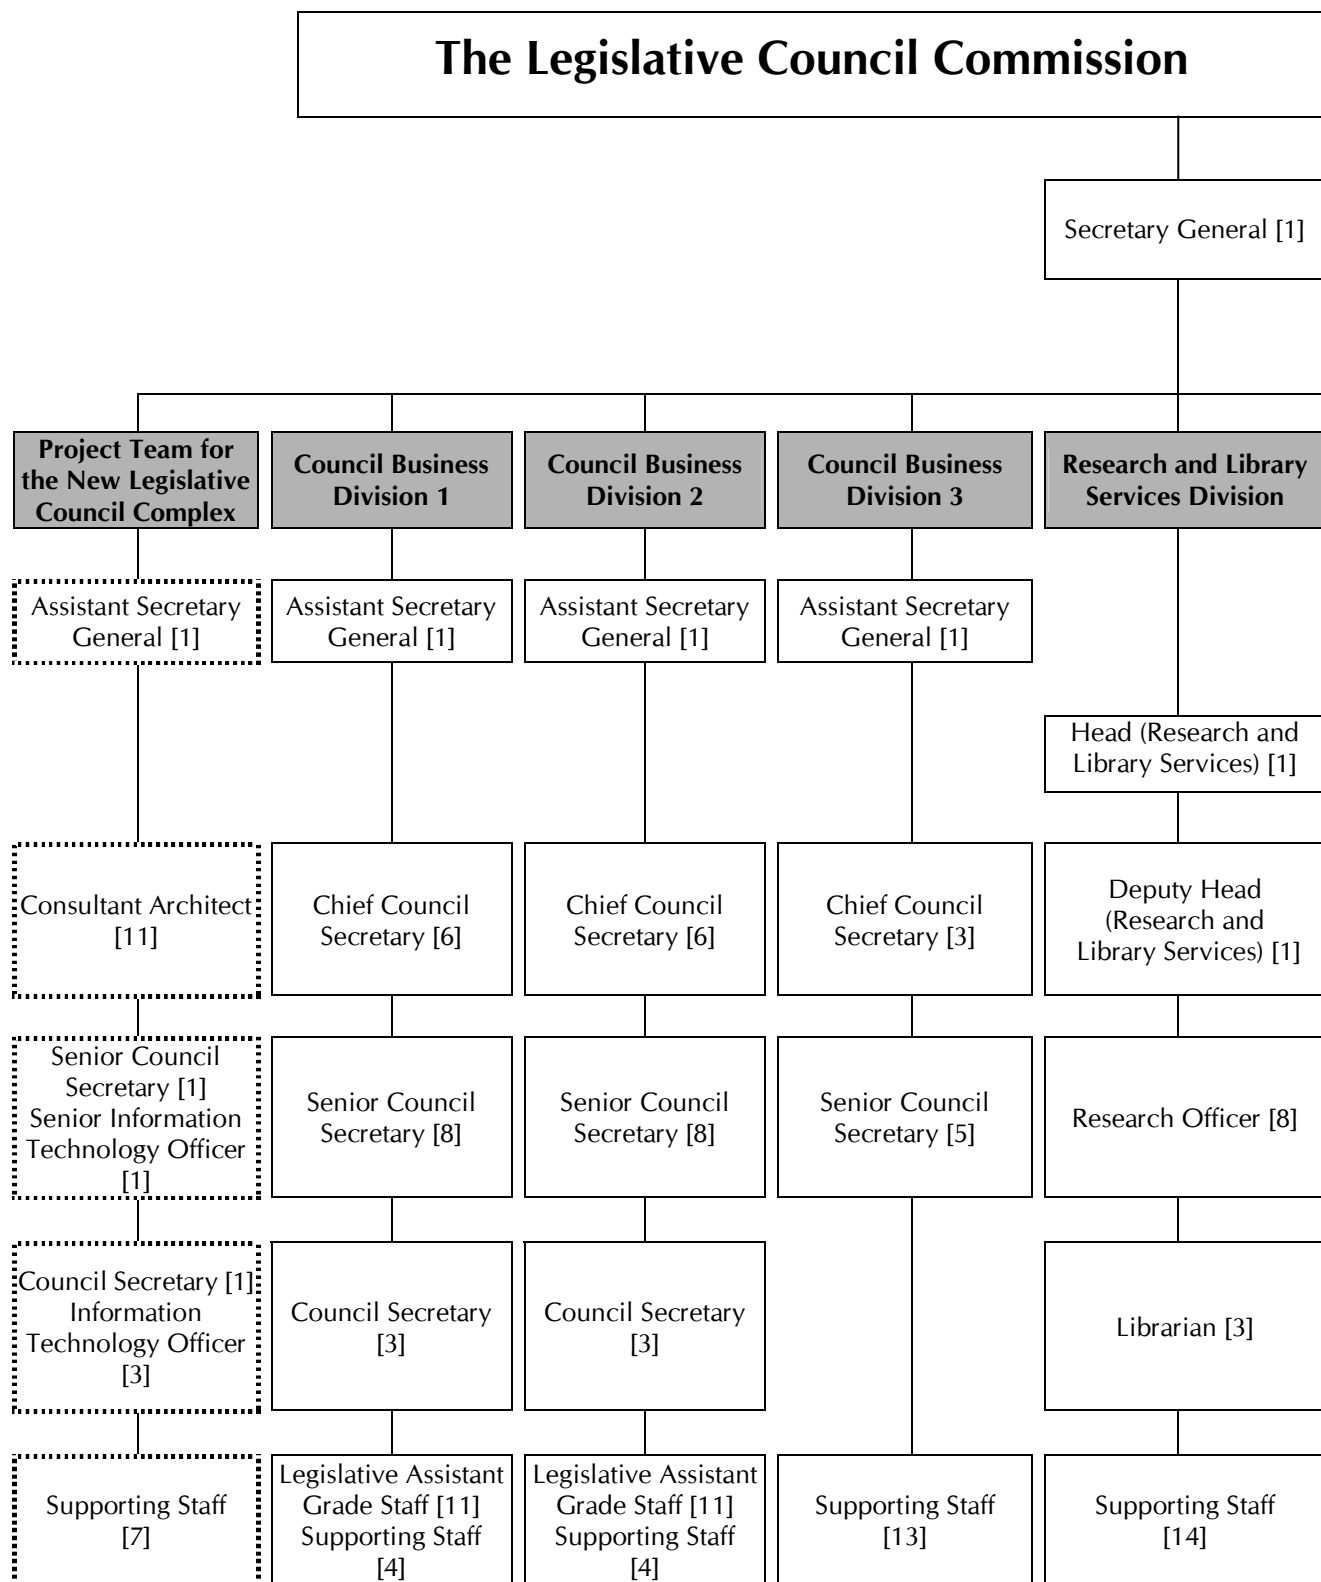 The Legislative Council Commission
Secretary General [1]
Project Team for
the New Legislative
Council Complex
Council Business
Division 1
Council Business
Division 2
Council Business
Division 3
Research and Library
Services Division
Assistant Secretary
General [1]
Assistant Secretary
General [1]
Assistant Secretary
General [1]
Assistant Secretary
General [1]
Head (Research and
Library Services) [1]
Consultant Architect
[11]
Chief Council
Secretary [6]
Chief Council
Secretary [6]
Chief Council
Secretary [3]
Deputy Head
(Research and
Library Services) [1]
Senior Council
Secretary [1]
Senior Information
Technology Officer
[1]
Senior Council
Secretary [8]
Senior Council
Secretary [8]
Senior Council
Secretary [5]
Research Officer [8]
Council Secretary [1]
Information
Technology Officer
[3]
Council Secretary
[3]
Council Secretary
[3]
Librarian [3]
Supporting Staff
[7]
Legislative Assistant
Grade Staff [11]
Supporting Staff
[4]
Legislative Assistant
Grade Staff [11]
Supporting Staff
[4]
Supporting Staff
[13]
Supporting Staff
[14]